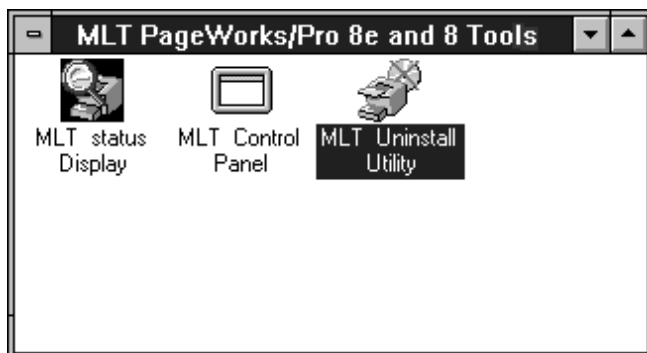 MLT PageWorks/Pro 8e and 8 Tools
MLT status
Display
MLT Control
Panel
MLT Uninstall
Utility